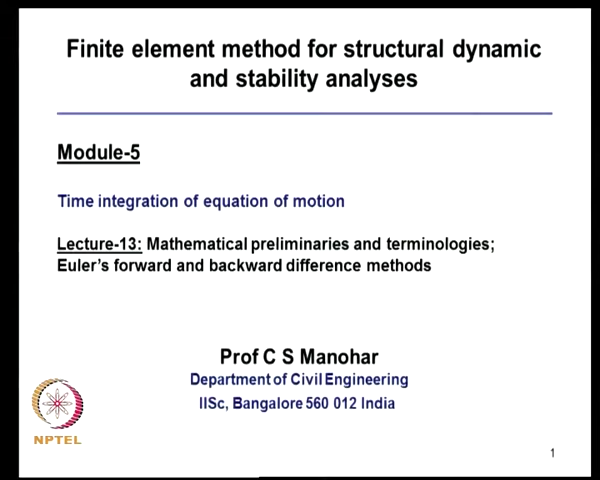 Finite element method for structural dynamic
and stability analyses
Module-5
Time integration of equation of motion
Lecture-13: Mathematical preliminaries and terminologies;
Euler's forward and backward difference methods
Prof C S Manohar
Department of Civil Engineering
IISc, Bangalore 560 012 India
NPTEL
1